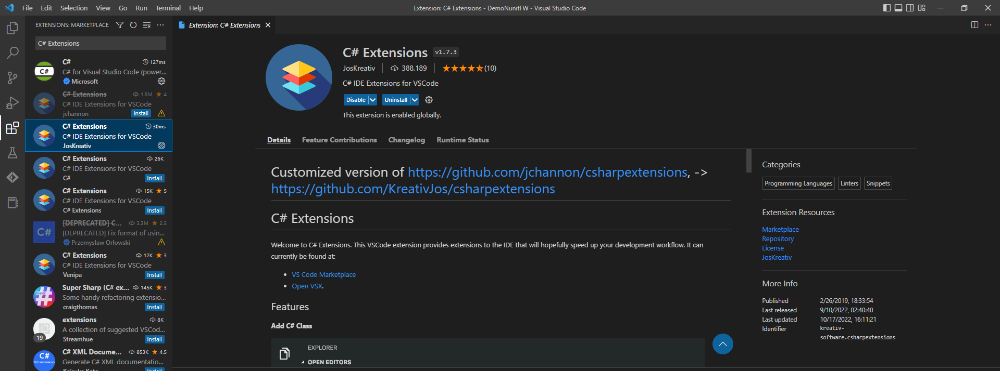 File Edit Selection View Go Run Terminal Help
Extension: C# Extensions - DemoNunitFW - Visual Studio Code
EXTENSIONS: MARKETPLACE
C# Extensions
C# 127ms
C# for Visual Studio Code (power...
Microsoft
C# Extensions 1.5M 4
C# IDE Extensions for VSCode
jchannon Install
C# Extensions 30ms
C# IDE Extensions for VSCode
JosKreativ
C# Extensions 26K
C# IDE Extensions for VSCode
C# Install
C# Extensions 15K 5
C# IDE Extensions for VSCode
C# Extensions Install
C#
[DEPRECATED] C... 3.3M 2.5
[DEPRECATED] Fix format of usin...
Przemysław Orłowski
C# Extensions 12K 3
C# IDE Extensions for VSCode
Venipa Install
Super
Super Sharp (C# ex... 145K 3
Some handy refactoring extensio...
craigthomas Install
extensions 8K
A collection of suggested VSCod...
19
Streamhue Install
C#
///<summary>
C# XML Docume... 853K 4.5
Generate C# XML documentatio...
Keisuke Kato Install
Extension: C# Extensions
C# Extensions v1.7.3
JosKreativ 388,189 (10)
C# IDE Extensions for VSCode
Disable Uninstall
This extension is enabled globally.
Details Feature Contributions Changelog Runtime Status
Customized version of https://github.com/jchannon/csharpextensions, ->
https://github.com/KreativJos/csharpextensions
C# Extensions
Welcome to C# Extensions. This VSCode extension provides extensions to the IDE that will hopefully speed up your development workflow. It can
currently be found at:
• VS Code Marketplace
• Open VSX.
Features
Add C# Class
EXPLORER
OPEN EDITORS
Categories
Programming Languages Linters Snippets
Extension Resources
Marketplace
Repository
License
JosKreativ
More Info
Published 2/26/2019, 18:33:54
Last released 9/10/2022, 02:40:40
Last updated 10/17/2022, 16:11:21
Identifier kreativ-
software.csharpextensions